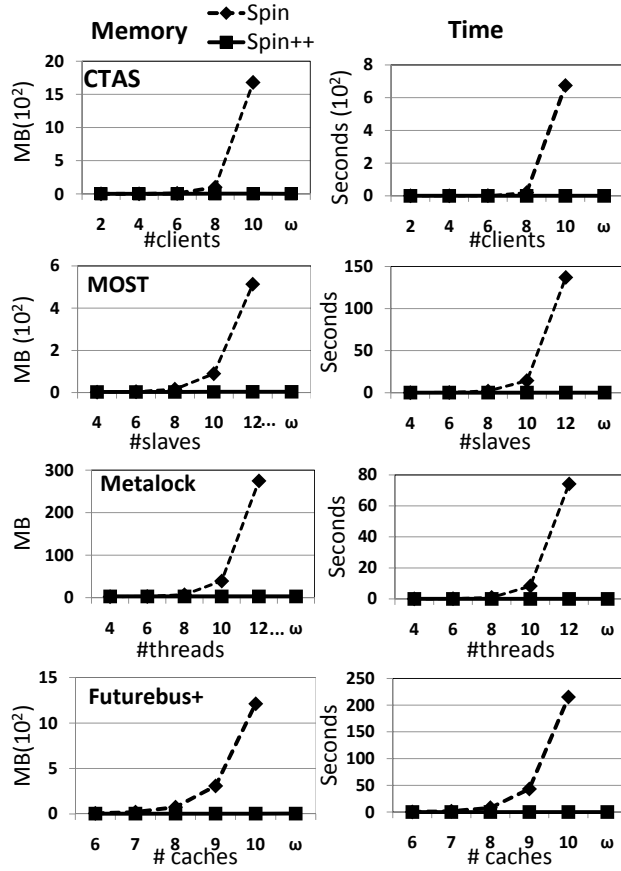 Spin
Spin++
Memory
Time
CTAS
MB(10²)
20
15
10
5
0
2 4 6 8 10 ω
#clients
Seconds (10²)
8
6
4
2
0
2 4 6 8 10 ω
#clients
MOST
MB (10²)
6
4
2
0
4 6 8 10 12... ω
#slaves
Seconds
150
100
50
0
4 6 8 10 12 ω
#slaves
Metalock
MB
300
200
100
0
4 6 8 10 12... ω
#threads
Seconds
80
60
40
20
0
4 6 8 10 12 ω
#threads
Futurebus+
MB(10²)
15
10
5
0
6 7 8 9 10 ω
# caches
Seconds
250
200
150
100
50
0
6 7 8 9 10 ω
# caches